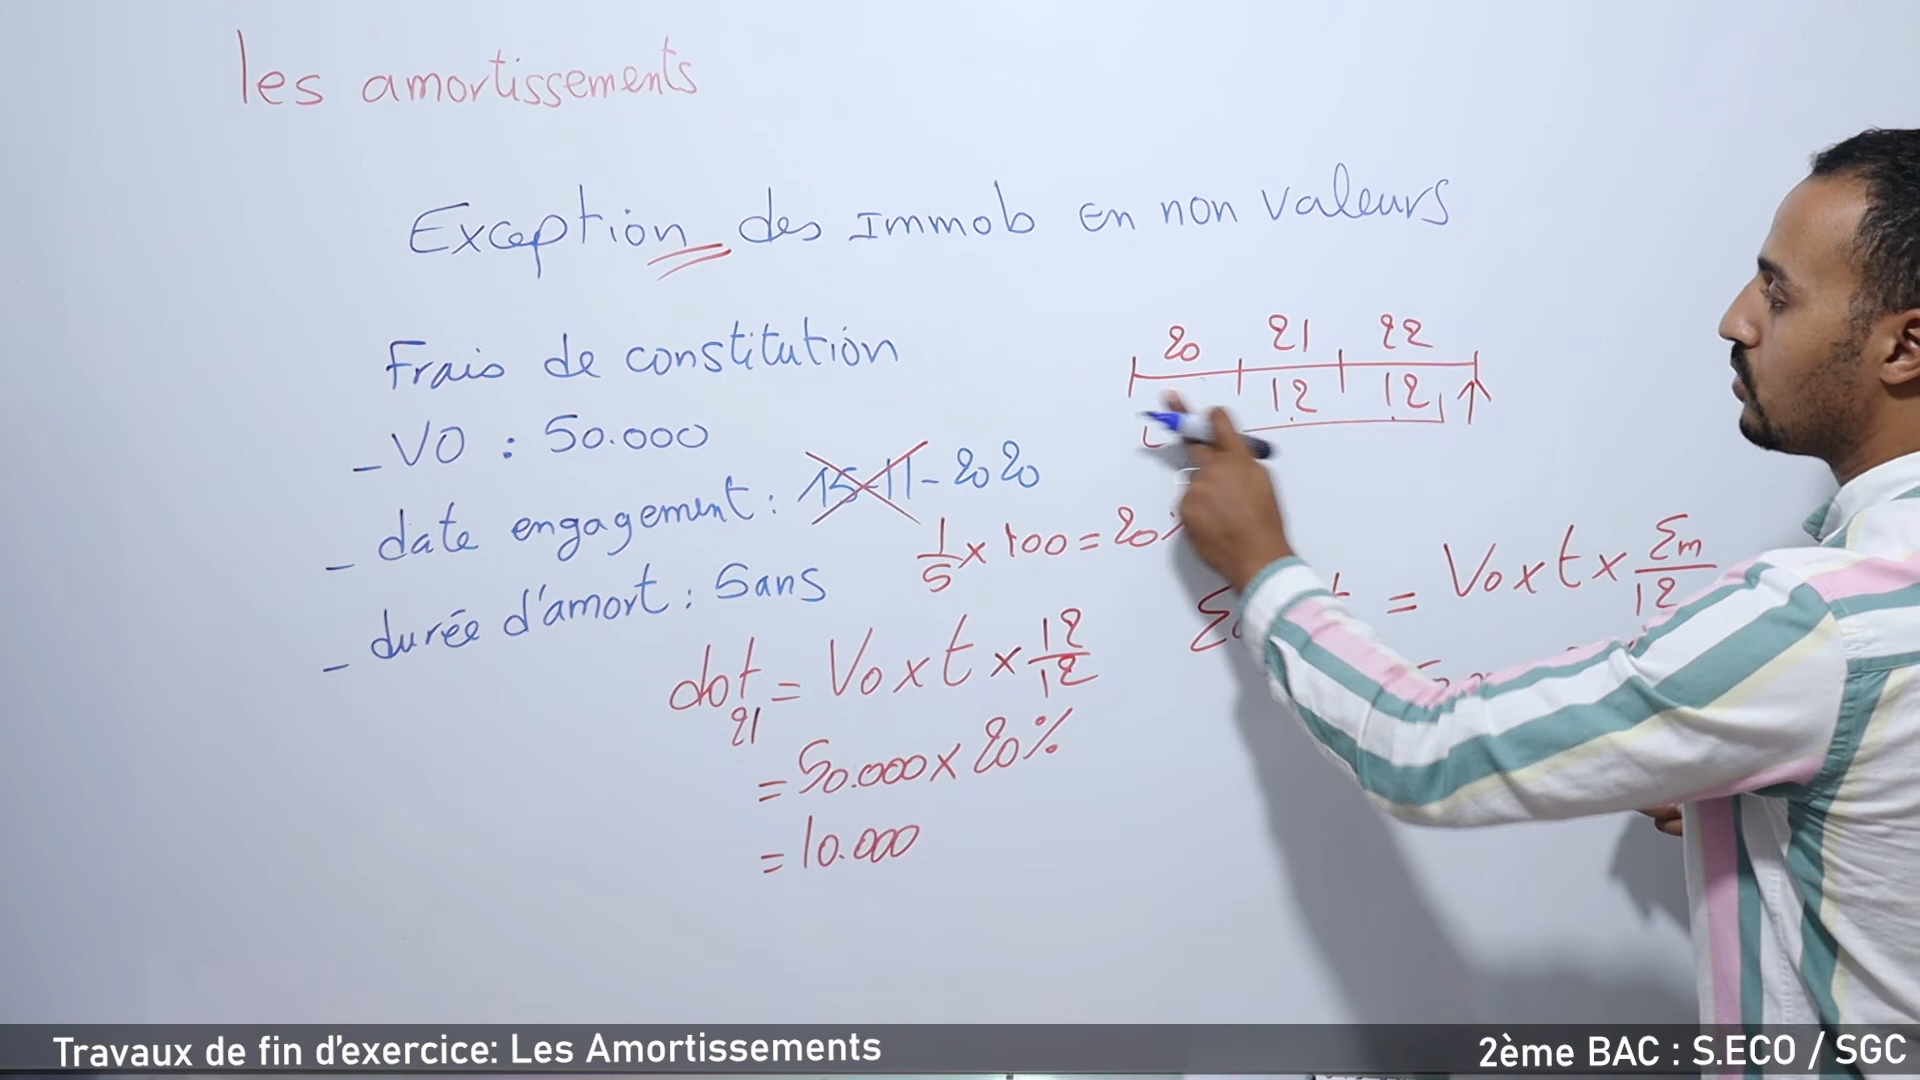 les amortissements
Exception des Immob en non valeurs
Frais de constitution
- VO : 50.000
- date engagement : 15-11-2020
- durée d'amort : 5ans
20 21 22
12 12
1/5 x 100 = 20%
dot 21 = Vo x t x 12/12
= 50.000 x 20%
= 10.000
= Vo x t x Σm/12
Travaux de fin d'exercice: Les Amortissements
2ème BAC : S.ECO / SGC